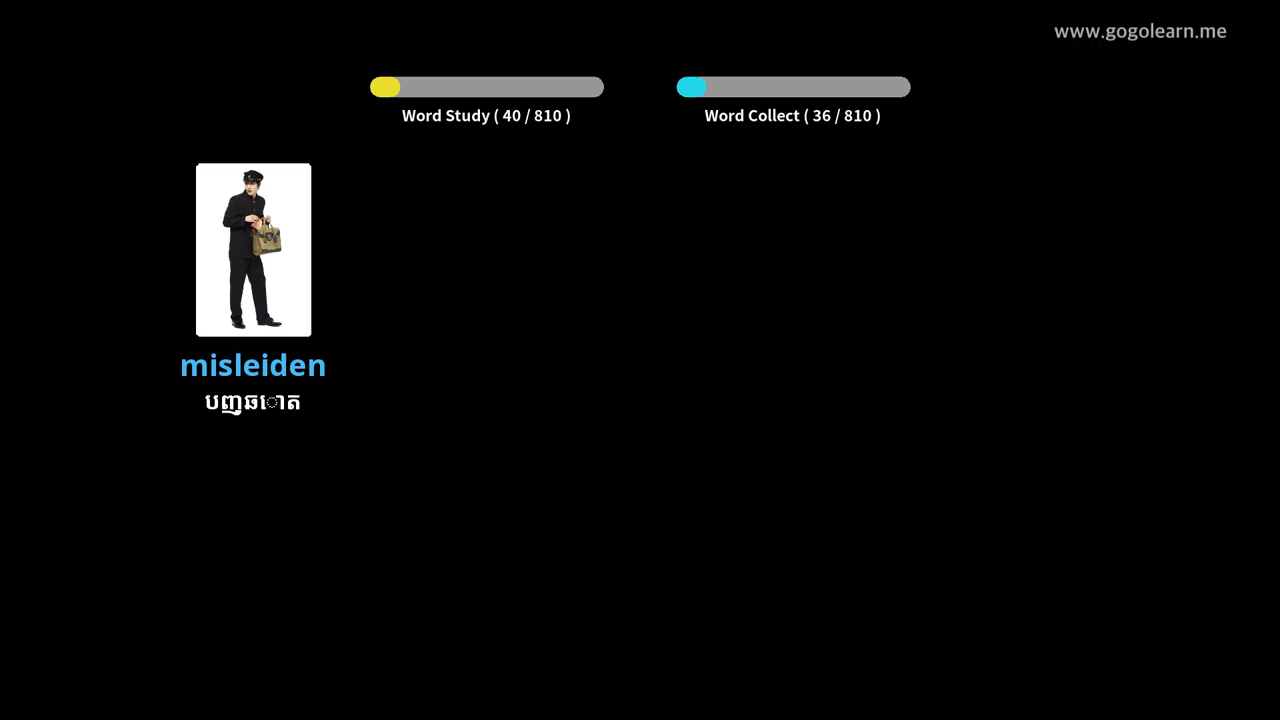 www.gogolearn.me
Word Study ( 40 / 810 )
Word Collect ( 36 / 810 )
misleiden
បញ្ឆោត